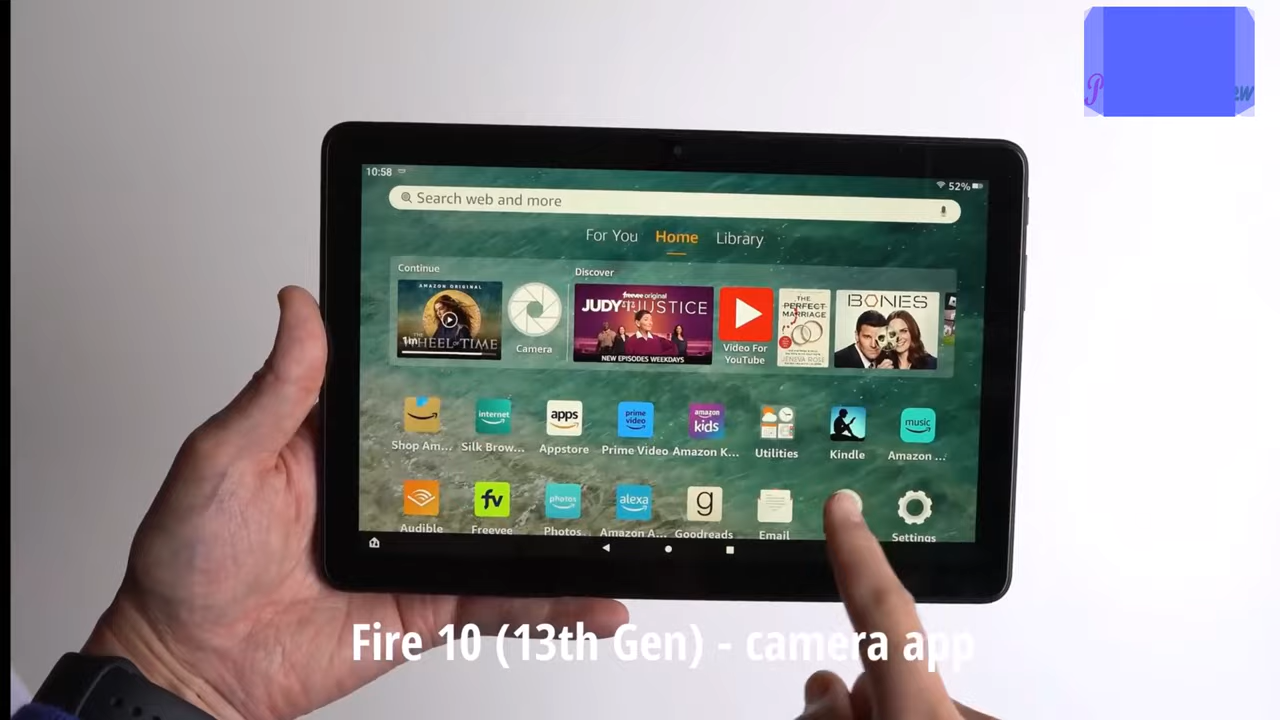 10:58
52%
Search web and more
For You Home Library
Continue
Discover
AMAZON ORIGINAL
WHEEL OF TIME
Camera
freevee original
JUDY JUSTICE
NEW EPISODES WEEKDAYS
Video For
YouTube
THE
PERFECT
MARRIAGE
JENEVA ROSE
BONES
Shop Am...
internet
Silk Brow...
apps
Appstore
prime
video
Prime Video
amazon
kids
Amazon K...
Utilities
Kindle
music
Amazon ...
Audible
fv
Freevee
photos
Photos
alexa
Amazon A...
g
Goodreads
Email
Settings
Fire 10 (13th Gen) - camera app